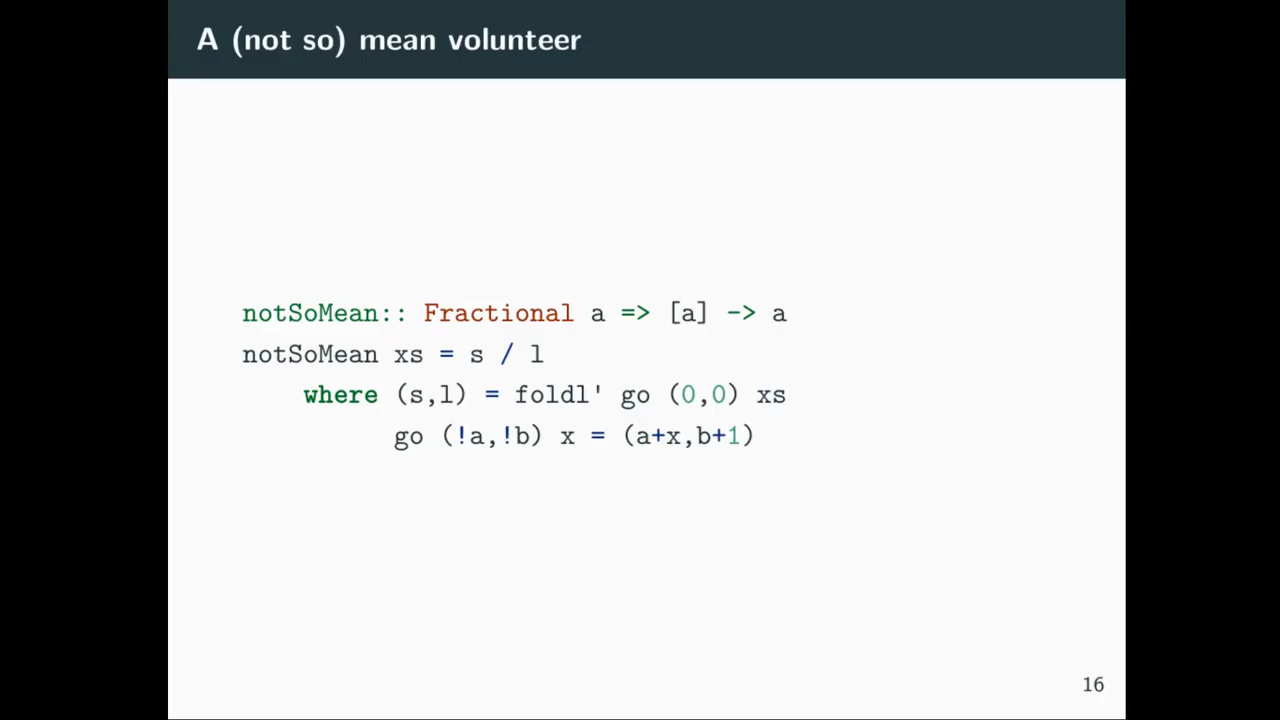 A (not so) mean volunteer
notSoMean:: Fractional a => [a] -> a
notSoMean xs = s / l
    where (s,l) = foldl' go (0,0) xs
          go (!a,!b) x = (a+x,b+1)
16